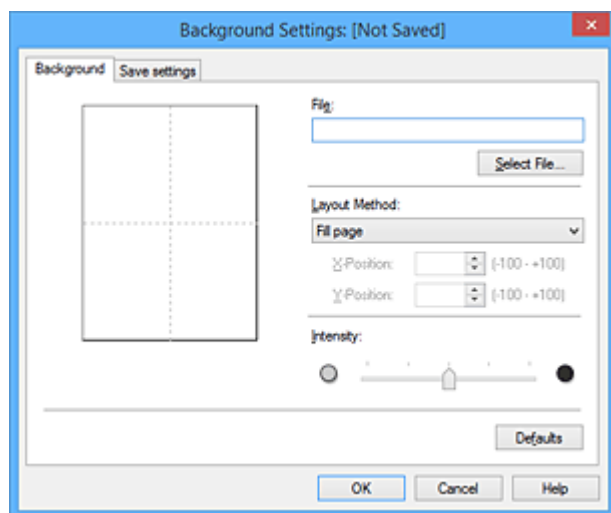 Background Settings: [Not Saved]
Background
Save settings
File:
Select File...
Layout Method:
Fill page
X-Position: (-100 - +100)
Y-Position: (-100 - +100)
Intensity:
Defaults
OK Cancel Help